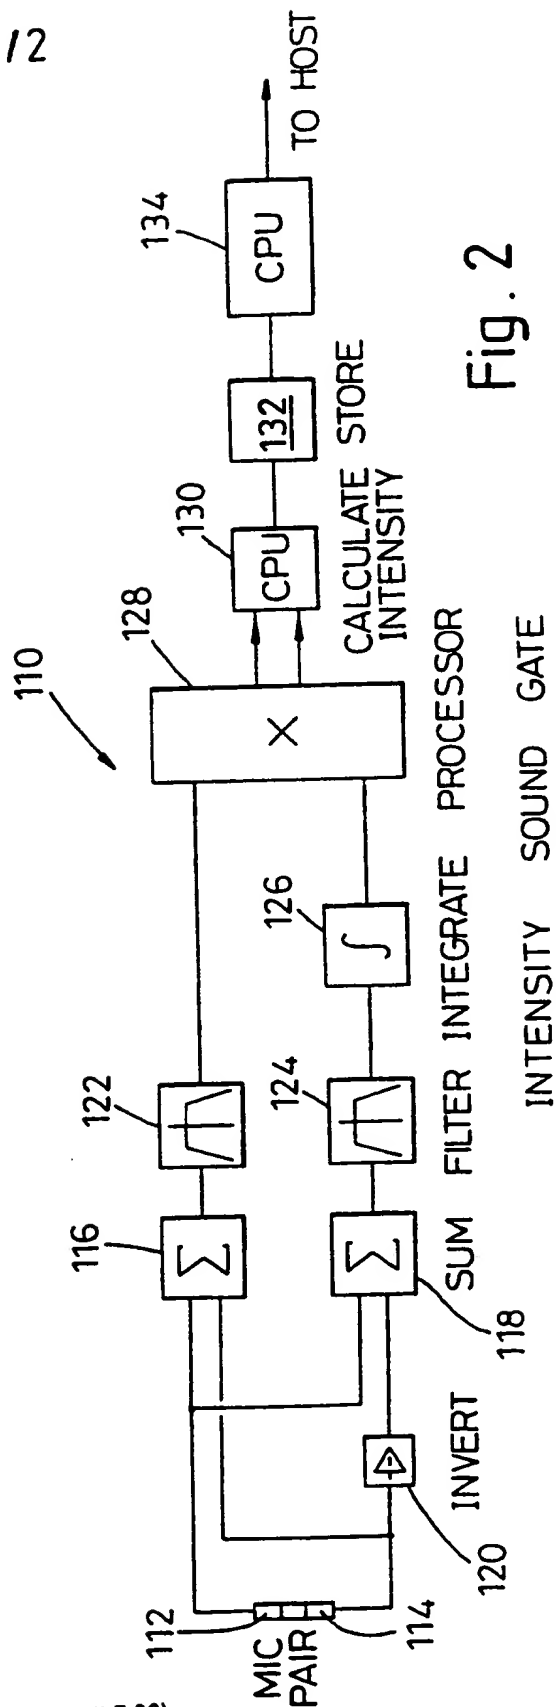 /2
110
112
MIC
PAIR
114
120
INVERT
116
Σ
118
Σ
SUM
122
124
FILTER
126
∫
INTEGRATE
128
X
PROCESSOR
130
CPU
CALCULATE
INTENSITY
132
STORE
134
CPU
TO HOST
INTENSITY SOUND GATE
Fig. 2